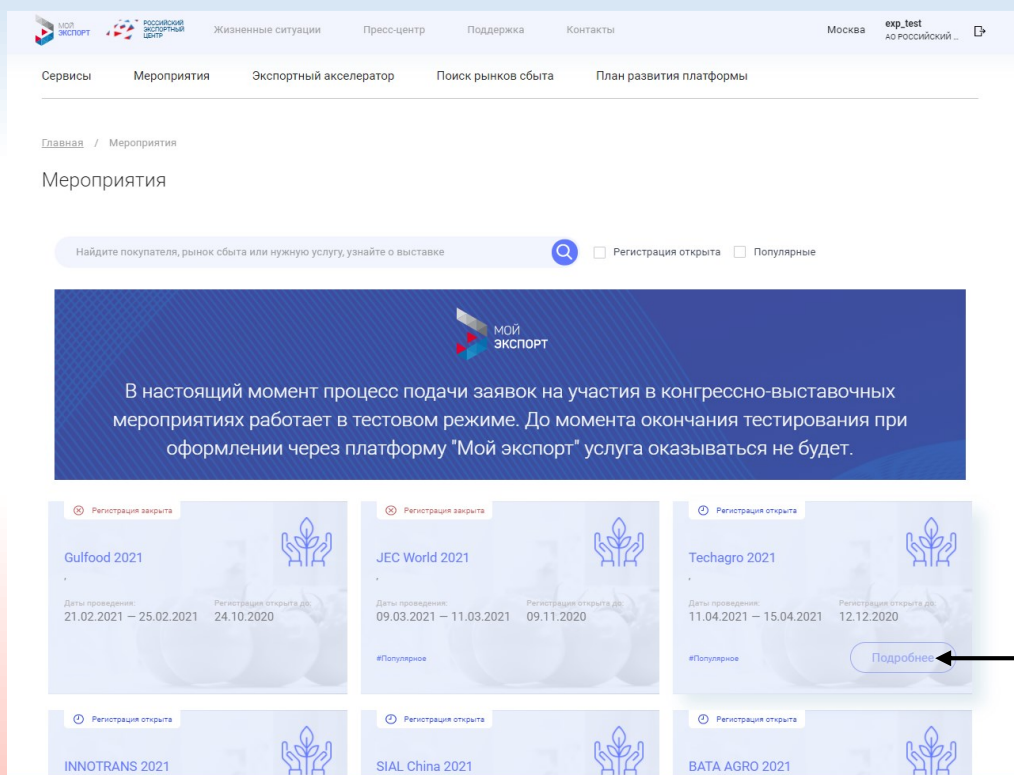 МОЙ
ЭКСПОРТ
РОССИЙСКИЙ
ЭКСПОРТНЫЙ
ЦЕНТР
Жизненные ситуации
Пресс-центр
Поддержка
Контакты
Москва
exp_test
АО РОССИЙСКИЙ ...
Сервисы
Мероприятия
Экспортный акселератор
Поиск рынков сбыта
План развития платформы
Главная / Мероприятия
Мероприятия
Найдите покупателя, рынок сбыта или нужную услугу, узнайте о выставке
Регистрация открыта
Популярные
МОЙ
ЭКСПОРТ
В настоящий момент процесс подачи заявок на участия в конгрессно-выставочных
мероприятиях работает в тестовом режиме. До момента окончания тестирования при
оформлении через платформу "Мой экспорт" услуга оказываться не будет.
Регистрация закрыта
Gulfood 2021
,
Даты проведения:
Регистрация открыта до:
21.02.2021 — 25.02.2021
24.10.2020
Регистрация закрыта
JEC World 2021
,
Даты проведения:
Регистрация открыта до:
09.03.2021 — 11.03.2021
09.11.2020
#Популярное
Регистрация открыта
Techagro 2021
,
Даты проведения:
Регистрация открыта до:
11.04.2021 — 15.04.2021
12.12.2020
#Популярное
Подробнее
Регистрация открыта
INNOTRANS 2021
Регистрация открыта
SIAL China 2021
Регистрация открыта
BATA AGRO 2021